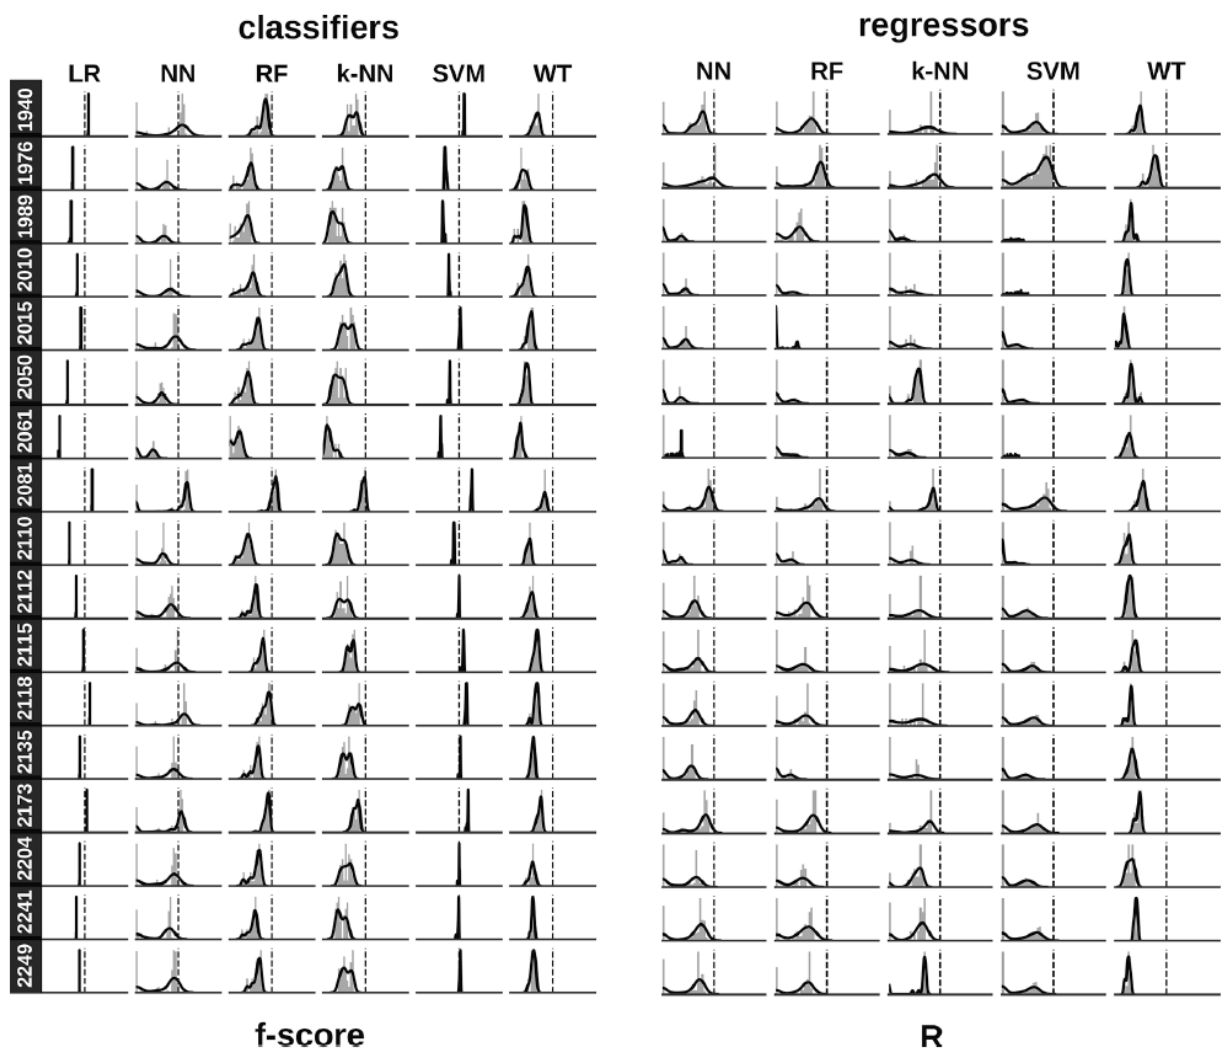 classifiers
regressors
LR NN RF k-NN SVM WT
NN RF k-NN SVM WT
1940
1976
1989
2010
2015
2050
2061
2081
2110
2112
2115
2118
2135
2173
2204
2241
2249
f-score
R